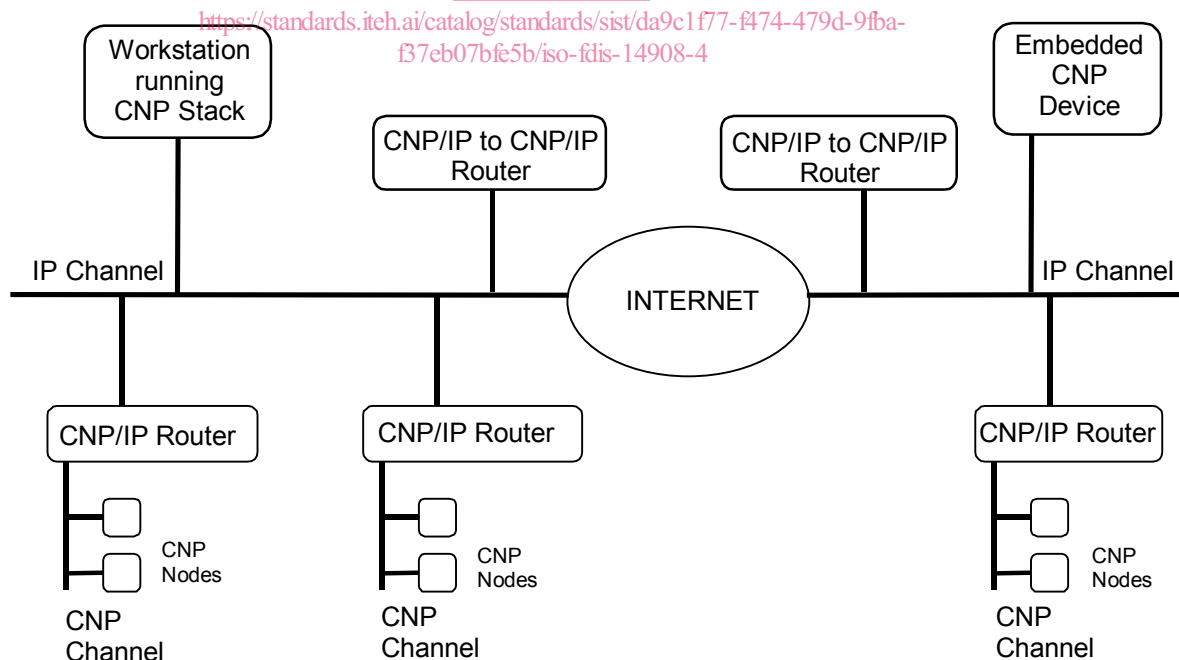 https://standards.iteh.ai/catalog/standards/sist/da9c1f77-f474-479d-9fba-
f37eb07bfe5b/iso-fdis-14908-4
Workstation
running
CNP Stack
CNP/IP to CNP/IP
Router
CNP/IP to CNP/IP
Router
Embedded
CNP
Device
IP Channel
INTERNET
IP Channel
CNP/IP Router
CNP/IP Router
CNP/IP Router
CNP
Nodes
CNP
Channel
CNP
Nodes
CNP
Channel
CNP
Nodes
CNP
Channel